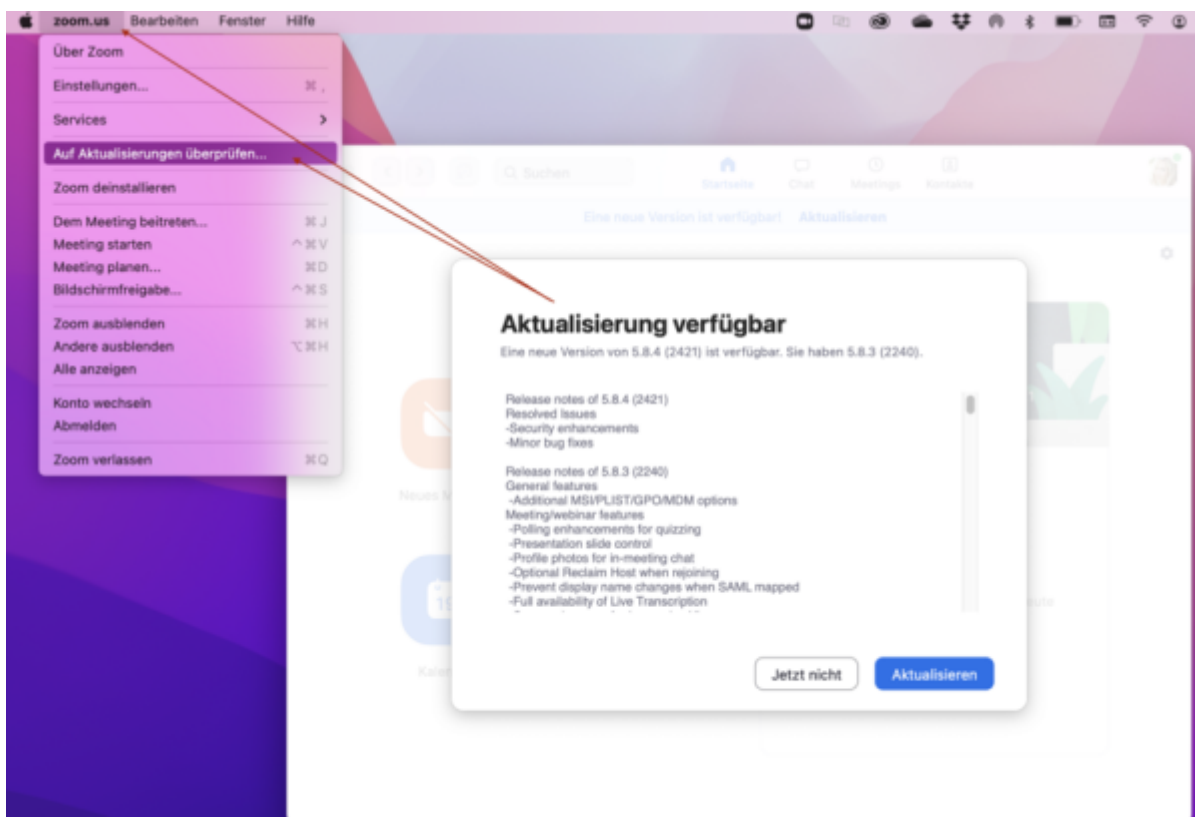 zoom.us Bearbeiten Fenster Hilfe
Über Zoom
Einstellungen... ⌘ ,
Services >
Auf Aktualisierungen überprüfen...
Zoom deinstallieren
Dem Meeting beitreten... ⌘J
Meeting starten ^⌘V
Meeting planen... ⌘D
Bildschirmfreigabe... ^⌘S
Zoom ausblenden ⌘H
Andere ausblenden ⌥⌘H
Alle anzeigen
Konto wechseln
Abmelden
Zoom verlassen ⌘Q
Suchen
Startseite Chat Meetings Kontakte
Eine neue Version ist verfügbar! Aktualisieren
Aktualisierung verfügbar
Eine neue Version von 5.8.4 (2421) ist verfügbar. Sie haben 5.8.3 (2240).
Release notes of 5.8.4 (2421)
Resolved Issues
-Security enhancements
-Minor bug fixes
Release notes of 5.8.3 (2240)
General features
-Additional MSI/PLIST/GPO/MDM options
Meeting/webinar features
-Polling enhancements for quizzing
-Presentation slide control
-Profile photos for in-meeting chat
-Optional Reclaim Host when rejoining
-Prevent display name changes when SAML mapped
-Full availability of Live Transcription
Neues M
19
Kalen
eute
Jetzt nicht Aktualisieren